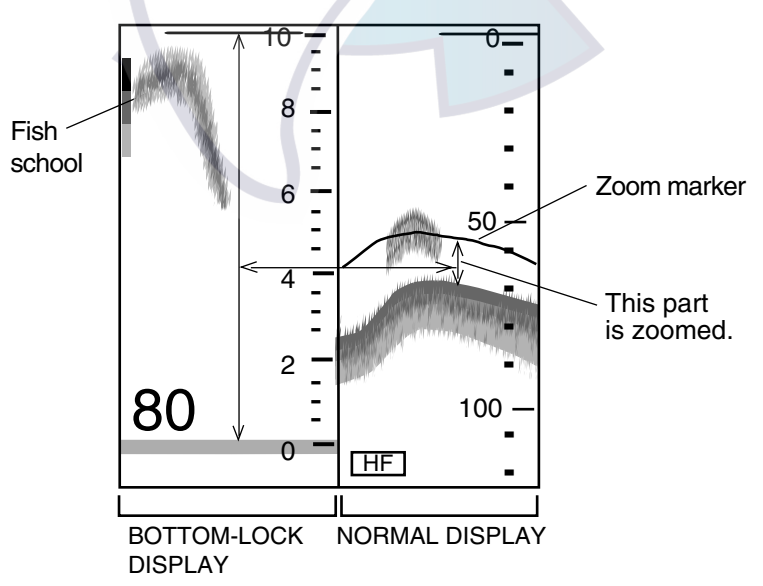 10
0
8
Fish
school
Zoom marker
6
50
4
This part
is zoomed.
2
80
100
0
HF
BOTTOM-LOCK
DISPLAY
NORMAL DISPLAY